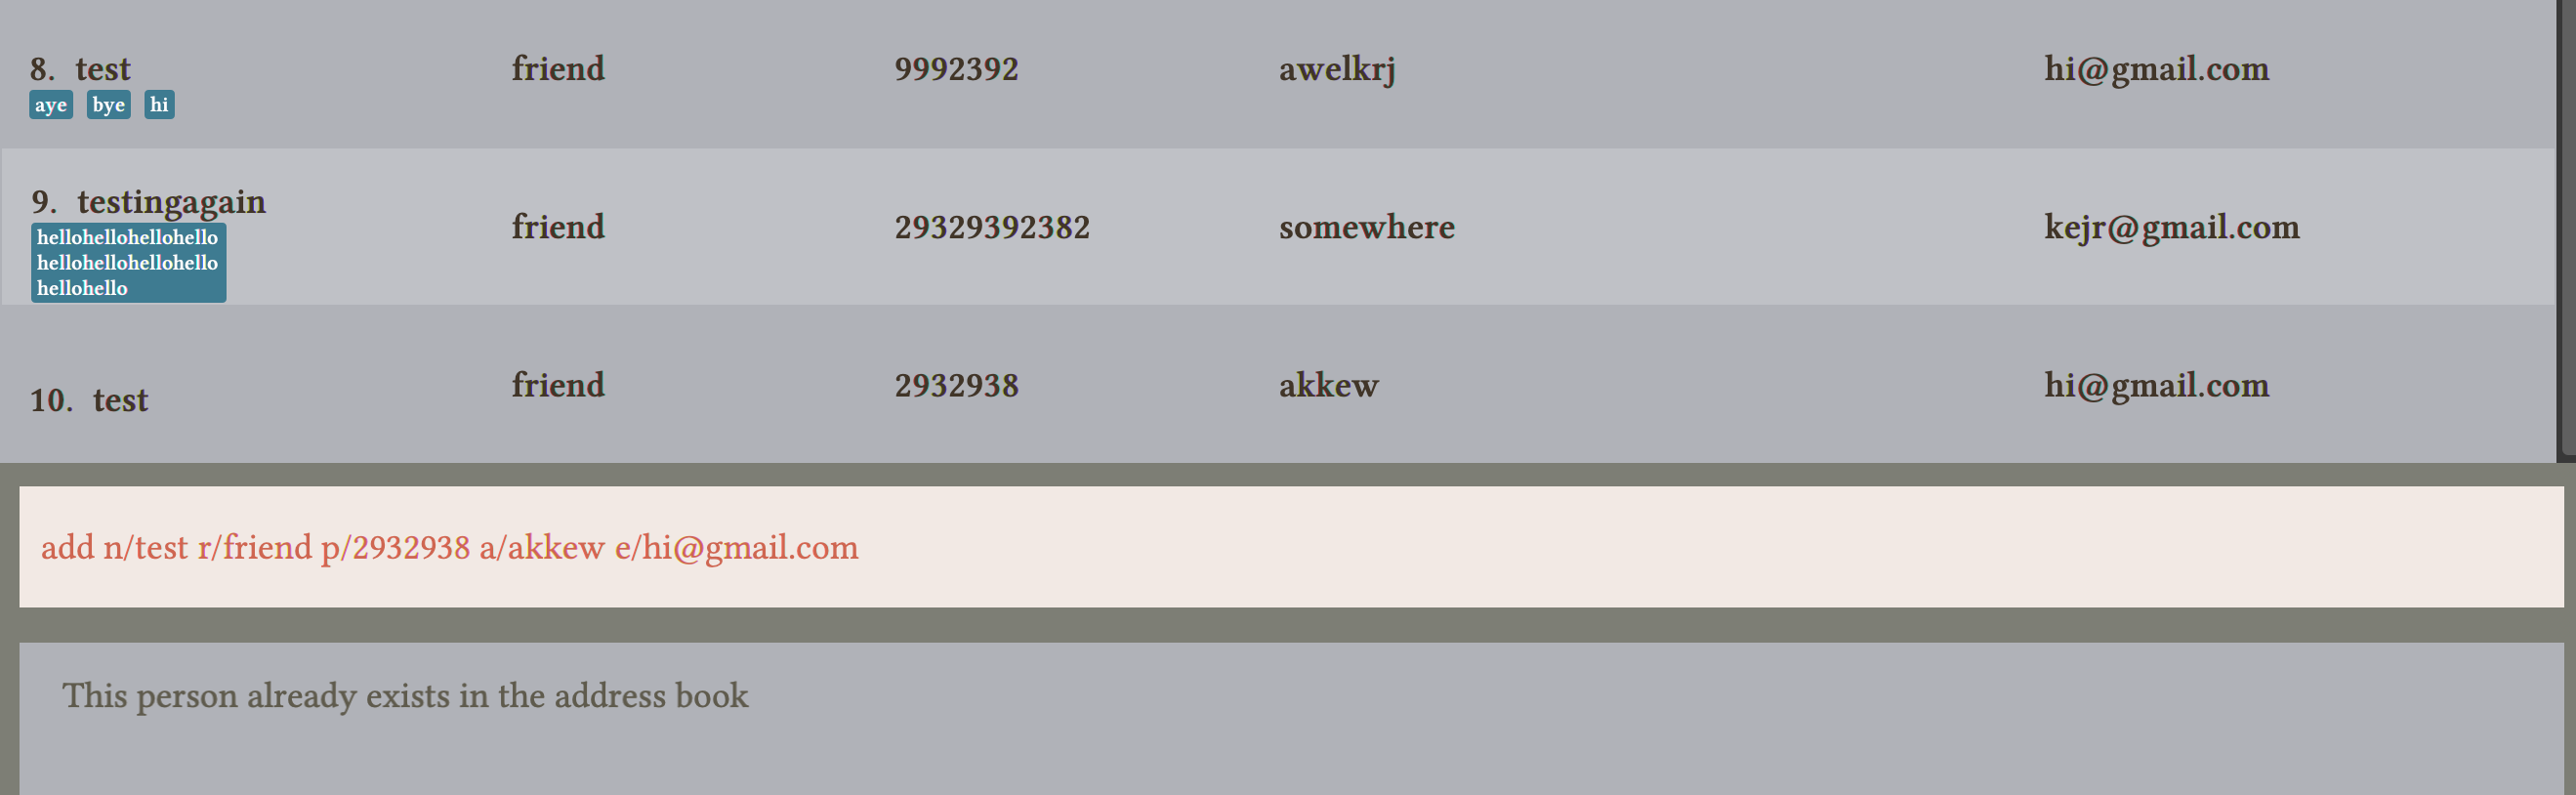 8. test friend 9992392 awelkrj hi@gmail.com
aye bye hi
9. testingagain friend 29329392382 somewhere kejr@gmail.com
hellohellohellohello
hellohellohellohello
hellohello
10. test friend 2932938 akkew hi@gmail.com
add n/test r/friend p/2932938 a/akkew e/hi@gmail.com
This person already exists in the address book